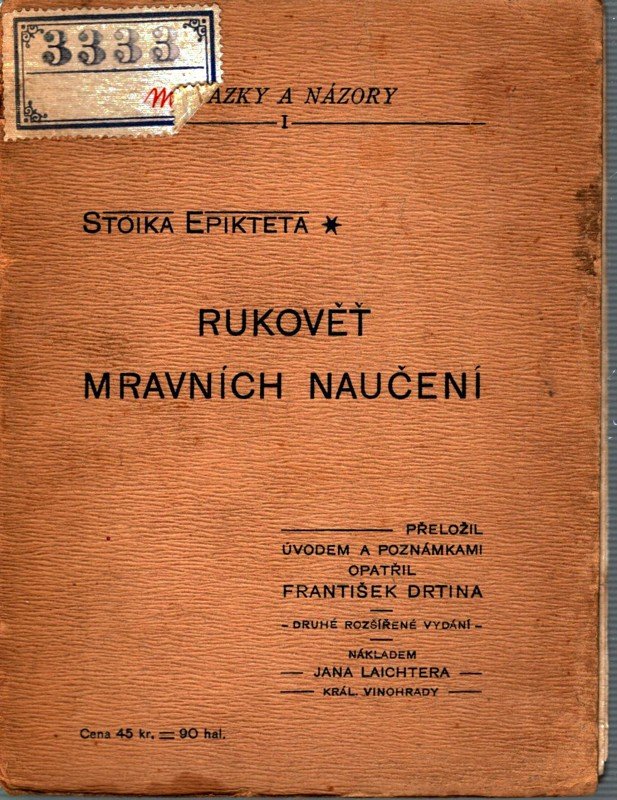 3333
A NÁZORY
I
STOIKA EPIKTETA
RUKOVĚŤ
MRAVNÍCH NAUČENÍ
PŘELOŽIL
ÚVODEM A POZNÁMKAMI
OPATŘIL
FRANTIŠEK DRTINA
- DRUHÉ ROZŠÍŘENÉ VYDÁNÍ -
NÁKLADEM
JANA LAICHTERA
KRÁL. VINOHRADY
Cena 45 kr. = 90 hal.